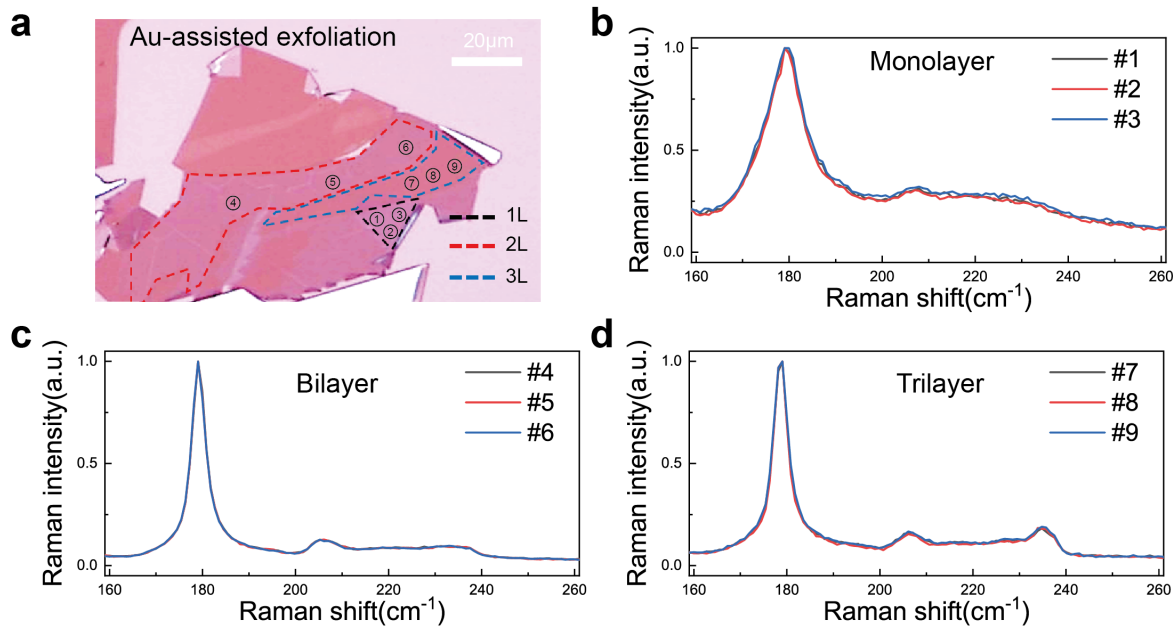 a
Au-assisted exfoliation
20μm
⑥
⑨
⑤
⑧
⑦
④
①
③
②
1L
2L
3L
b
Monolayer
#1
#2
#3
1.0
0.5
0.0
Raman intensity(a.u.)
160 180 200 220 240 260
Raman shift(cm⁻¹)
c
Bilayer
#4
#5
#6
1.0
0.5
0.0
Raman intensity(a.u.)
160 180 200 220 240 260
Raman shift(cm⁻¹)
d
Trilayer
#7
#8
#9
1.0
0.5
0.0
Raman intensity(a.u.)
160 180 200 220 240 260
Raman shift(cm⁻¹)